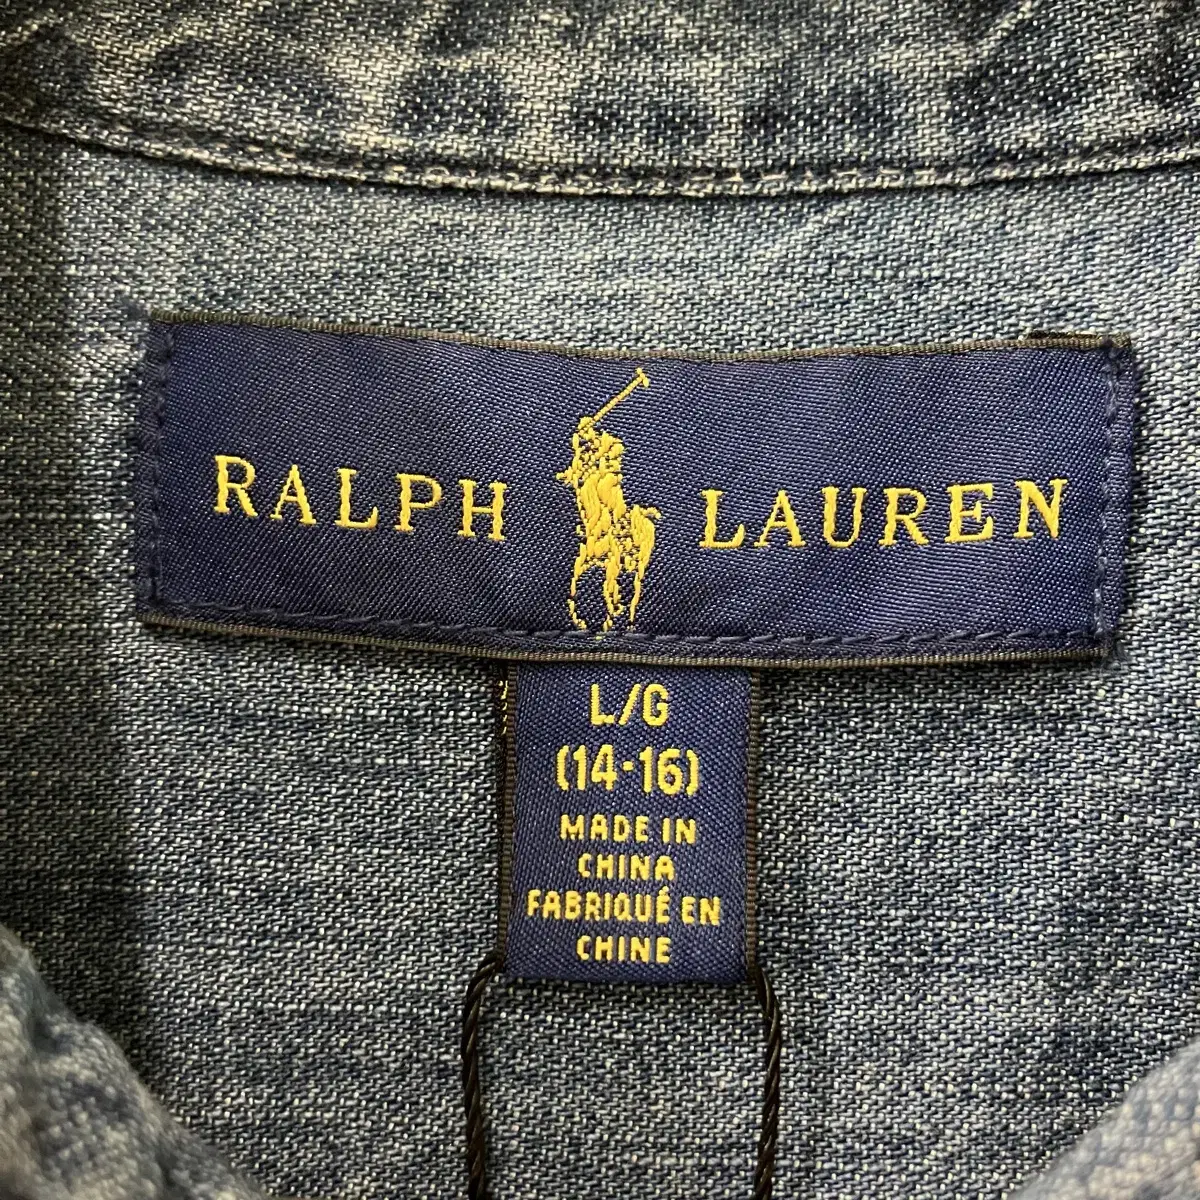 RALPH LAUREN
L/G
(14-16)
MADE IN
CHINA
FABRIQUÉ EN
CHINE